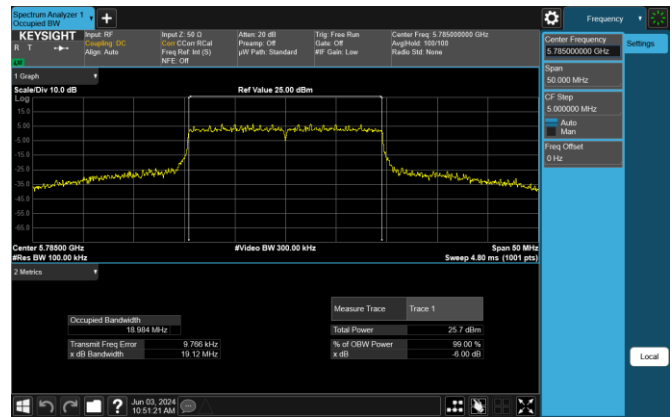 Spectrum Analyzer 1
Occupied BW
+
Frequency
KEYSIGHT
R T
LW
Input: RF
Coupling: DC
Align: Auto
Input Z: 50 Ω
Corr CCorr RCal
Freq Ref: Int (S)
NFE: Off
Atten: 20 dB
Preamp: Off
µW Path: Standard
Trig: Free Run
Gate: Off
#IF Gain: Low
Center Freq: 5.785000000 GHz
Avg|Hold: 100/100
Radio Std: None
Center Frequency
5.785000000 GHz
Settings
Span
50.000 MHz
CF Step
5.000000 MHz
Auto
Man
Freq Offset
0 Hz
1 Graph
Scale/Div 10.0 dB
Ref Value 25.00 dBm
Log
15.0
5.00
-5.00
-15.0
-25.0
-35.0
-45.0
-55.0
-65.0
Center 5.78500 GHz
#Video BW 300.00 kHz
Span 50 MHz
#Res BW 100.00 kHz
Sweep 4.80 ms (1001 pts)
2 Metrics
Measure Trace Trace 1
Occupied Bandwidth
18.984 MHz
Total Power 25.7 dBm
Transmit Freq Error 9.766 kHz
% of OBW Power 99.00 %
x dB Bandwidth 19.12 MHz
x dB -6.00 dB
Local
?
Jun 03, 2024
10:51:21 AM